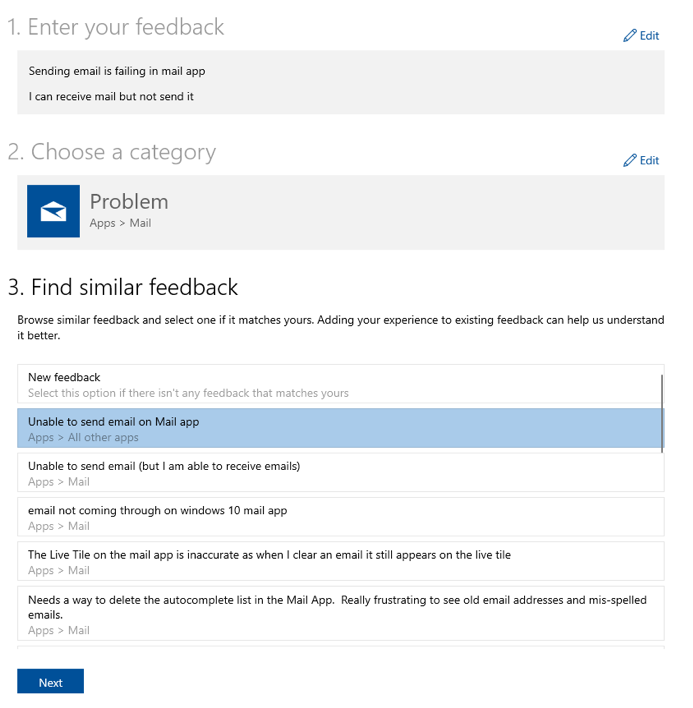 1. Enter your feedback
Edit
Sending email is failing in mail app
I can receive mail but not send it
2. Choose a category
Edit
Problem
Apps > Mail
3. Find similar feedback
Browse similar feedback and select one if it matches yours. Adding your experience to existing feedback can help us understand
it better.
New feedback
Select this option if there isn't any feedback that matches yours
Unable to send email on Mail app
Apps > All other apps
Unable to send email (but I am able to receive emails)
Apps > Mail
email not coming through on windows 10 mail app
Apps > Mail
The Live Tile on the mail app is inaccurate as when I clear an email it still appears on the live tile
Apps > Mail
Needs a way to delete the autocomplete list in the Mail App.  Really frustrating to see old email addresses and mis-spelled
emails.
Apps > Mail
Next